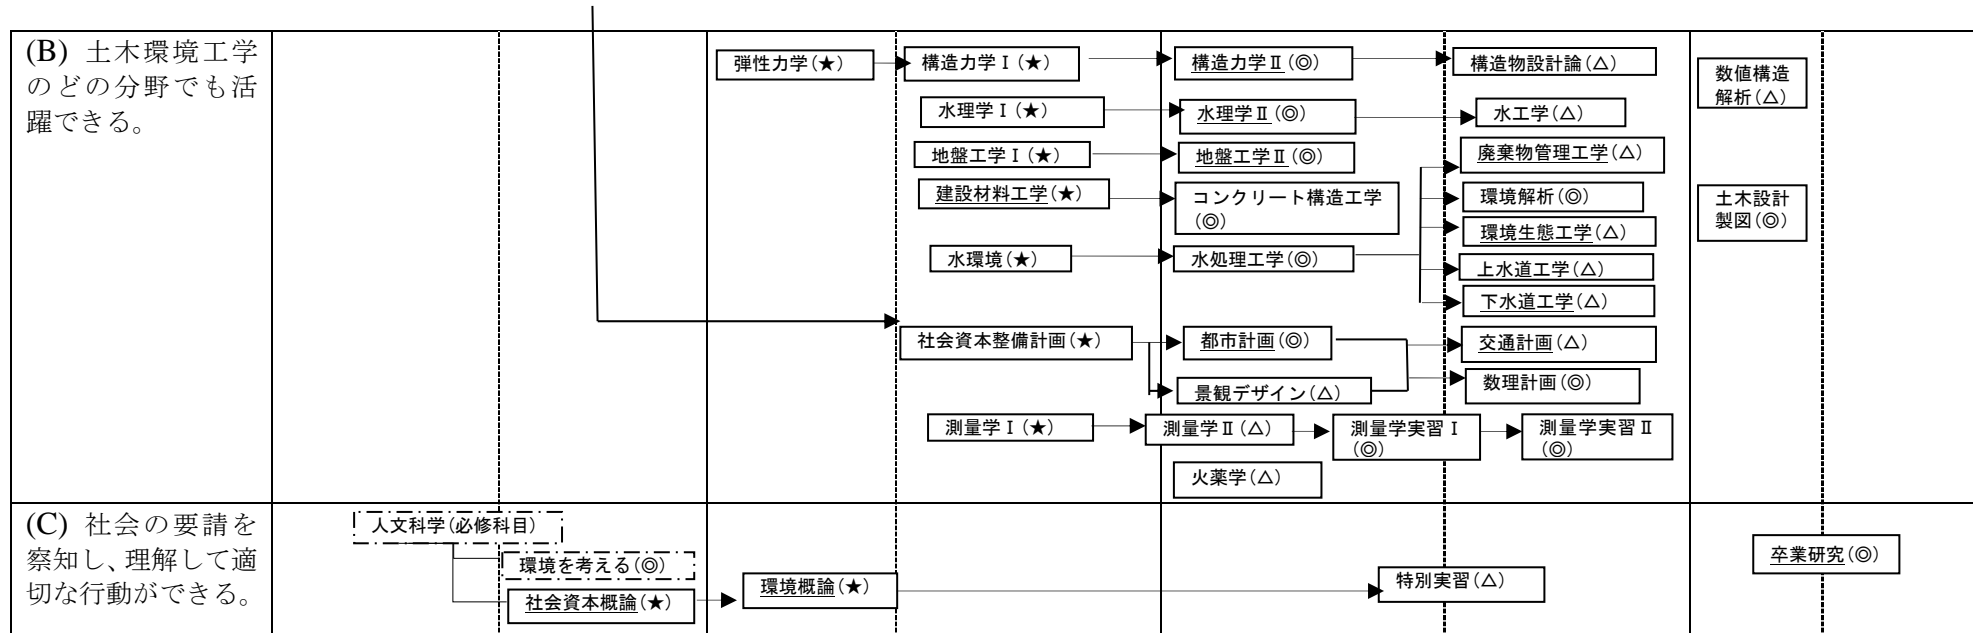 (B) 土木環境工学
のどの分野でも活
躍できる。
弾性力学(★)
構造力学Ⅰ(★)
構造力学Ⅱ(◎)
構造物設計論(△)
数値構造
解析(△)
水理学Ⅰ(★)
水理学Ⅱ(◎)
水工学(△)
地盤工学Ⅰ(★)
地盤工学Ⅱ(◎)
廃棄物管理工学(△)
建設材料工学(★)
コンクリート構造工学
(◎)
環境解析(◎)
土木設計
製図(◎)
環境生態工学(△)
水環境(★)
水処理工学(◎)
上水道工学(△)
下水道工学(△)
社会資本整備計画(★)
都市計画(◎)
交通計画(△)
景観デザイン(△)
数理計画(◎)
測量学Ⅰ(★)
測量学Ⅱ(△)
測量学実習Ⅰ
(◎)
測量学実習Ⅱ
(◎)
火薬学(△)
(C) 社会の要請を
察知し、理解して適
切な行動ができる。
人文科学(必修科目)
環境を考える(◎)
社会資本概論(★)
環境概論(★)
特別実習(△)
卒業研究(◎)